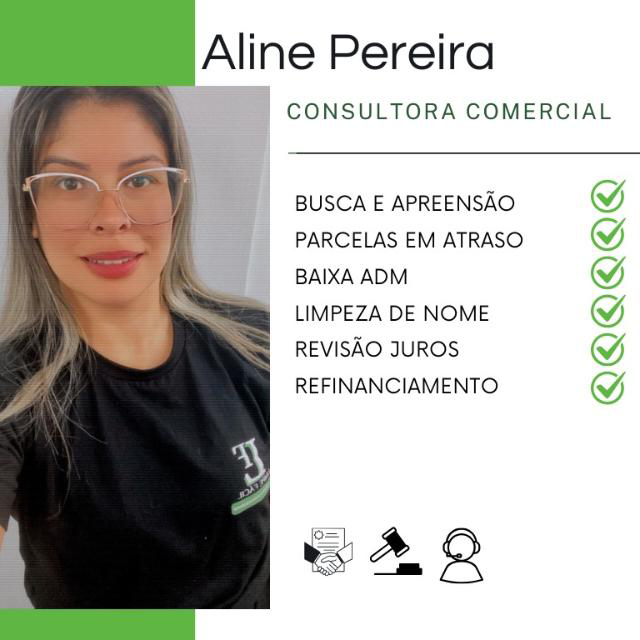 Aline Pereira
CONSULTORA COMERCIAL
BUSCA E APREENSÃO
PARCELAS EM ATRASO
BAIXA ADM
LIMPEZA DE NOME
REVISÃO JUROS
REFINANCIAMENTO